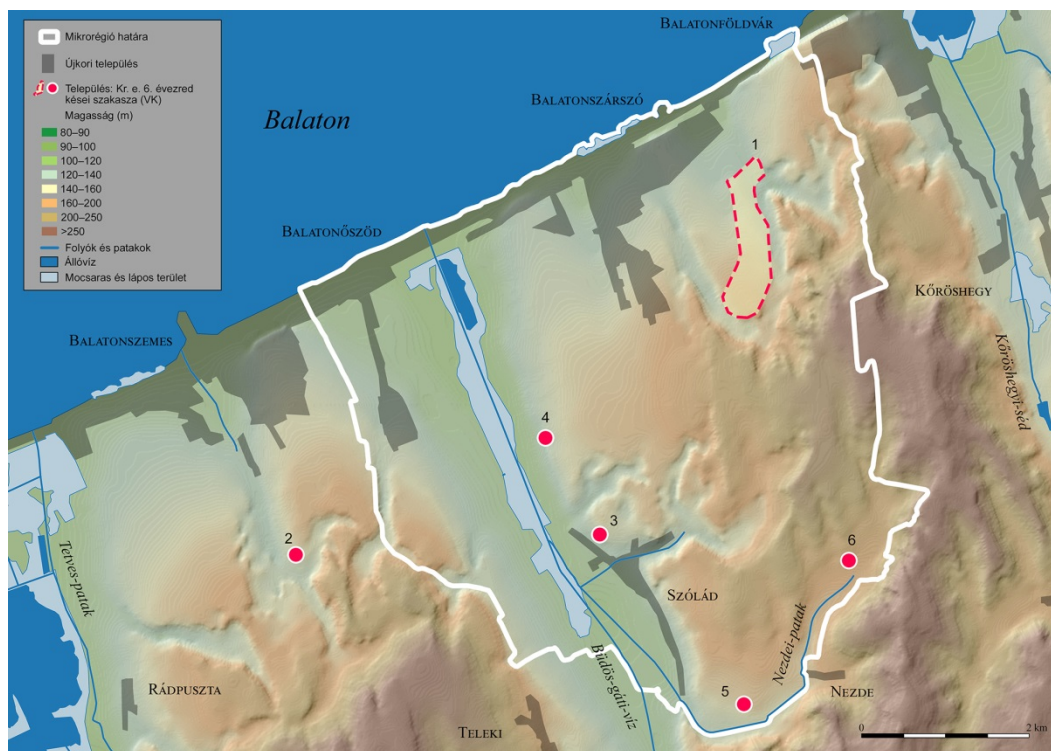 Mikrorégió határa
Újkori település
Település: Kr. e. 6. évezred
kései szakasza (VK)
Magasság (m)
80–90
90–100
100–120
120–140
140–160
160–200
200–250
>250
Folyók és patakok
Állóvíz
Mocsaras és lápos terület
BALATONFÖLDVÁR
BALATONSZÁRSZÓ
Balaton
1
BALATONŐSZÖD
KŐRÖSHEGY
BALATONSZEMES
Kőröshegyi-séd
4
3
2
6
Tetves-patak
SZÓLÁD
Nezdei-patak
Büdös-gáti-víz
RÁDPUSZTA
5
NEZDE
TELEKI
0
2 km